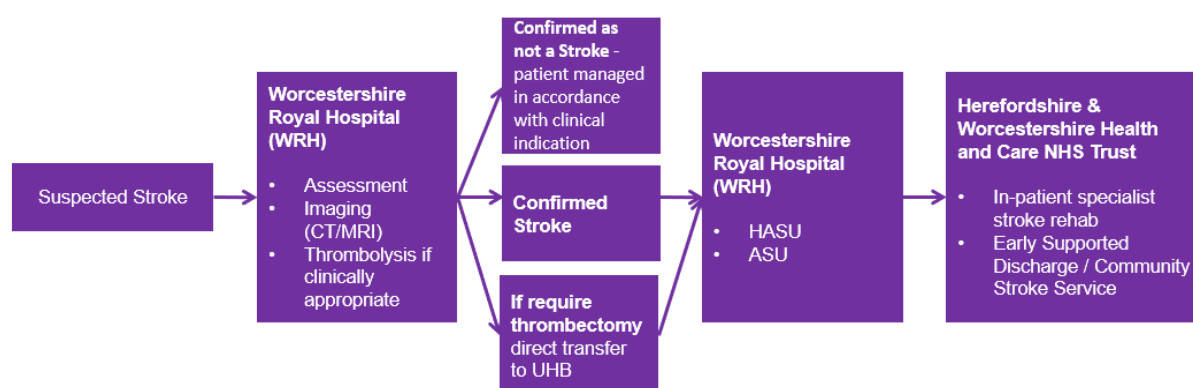 Suspected Stroke
Worcestershire
Royal Hospital
(WRH)
• Assessment
• Imaging
(CT/MRI)
• Thrombolysis if
clinically
appropriate
Confirmed as
not a Stroke -
patient managed
in accordance
with clinical
indication
Confirmed
Stroke
If require
thrombectomy
direct transfer
to UHB
Worcestershire
Royal Hospital
(WRH)
• HASU
• ASU
Herefordshire &
Worcestershire Health
and Care NHS Trust
• In-patient specialist
stroke rehab
• Early Supported
Discharge / Community
Stroke Service